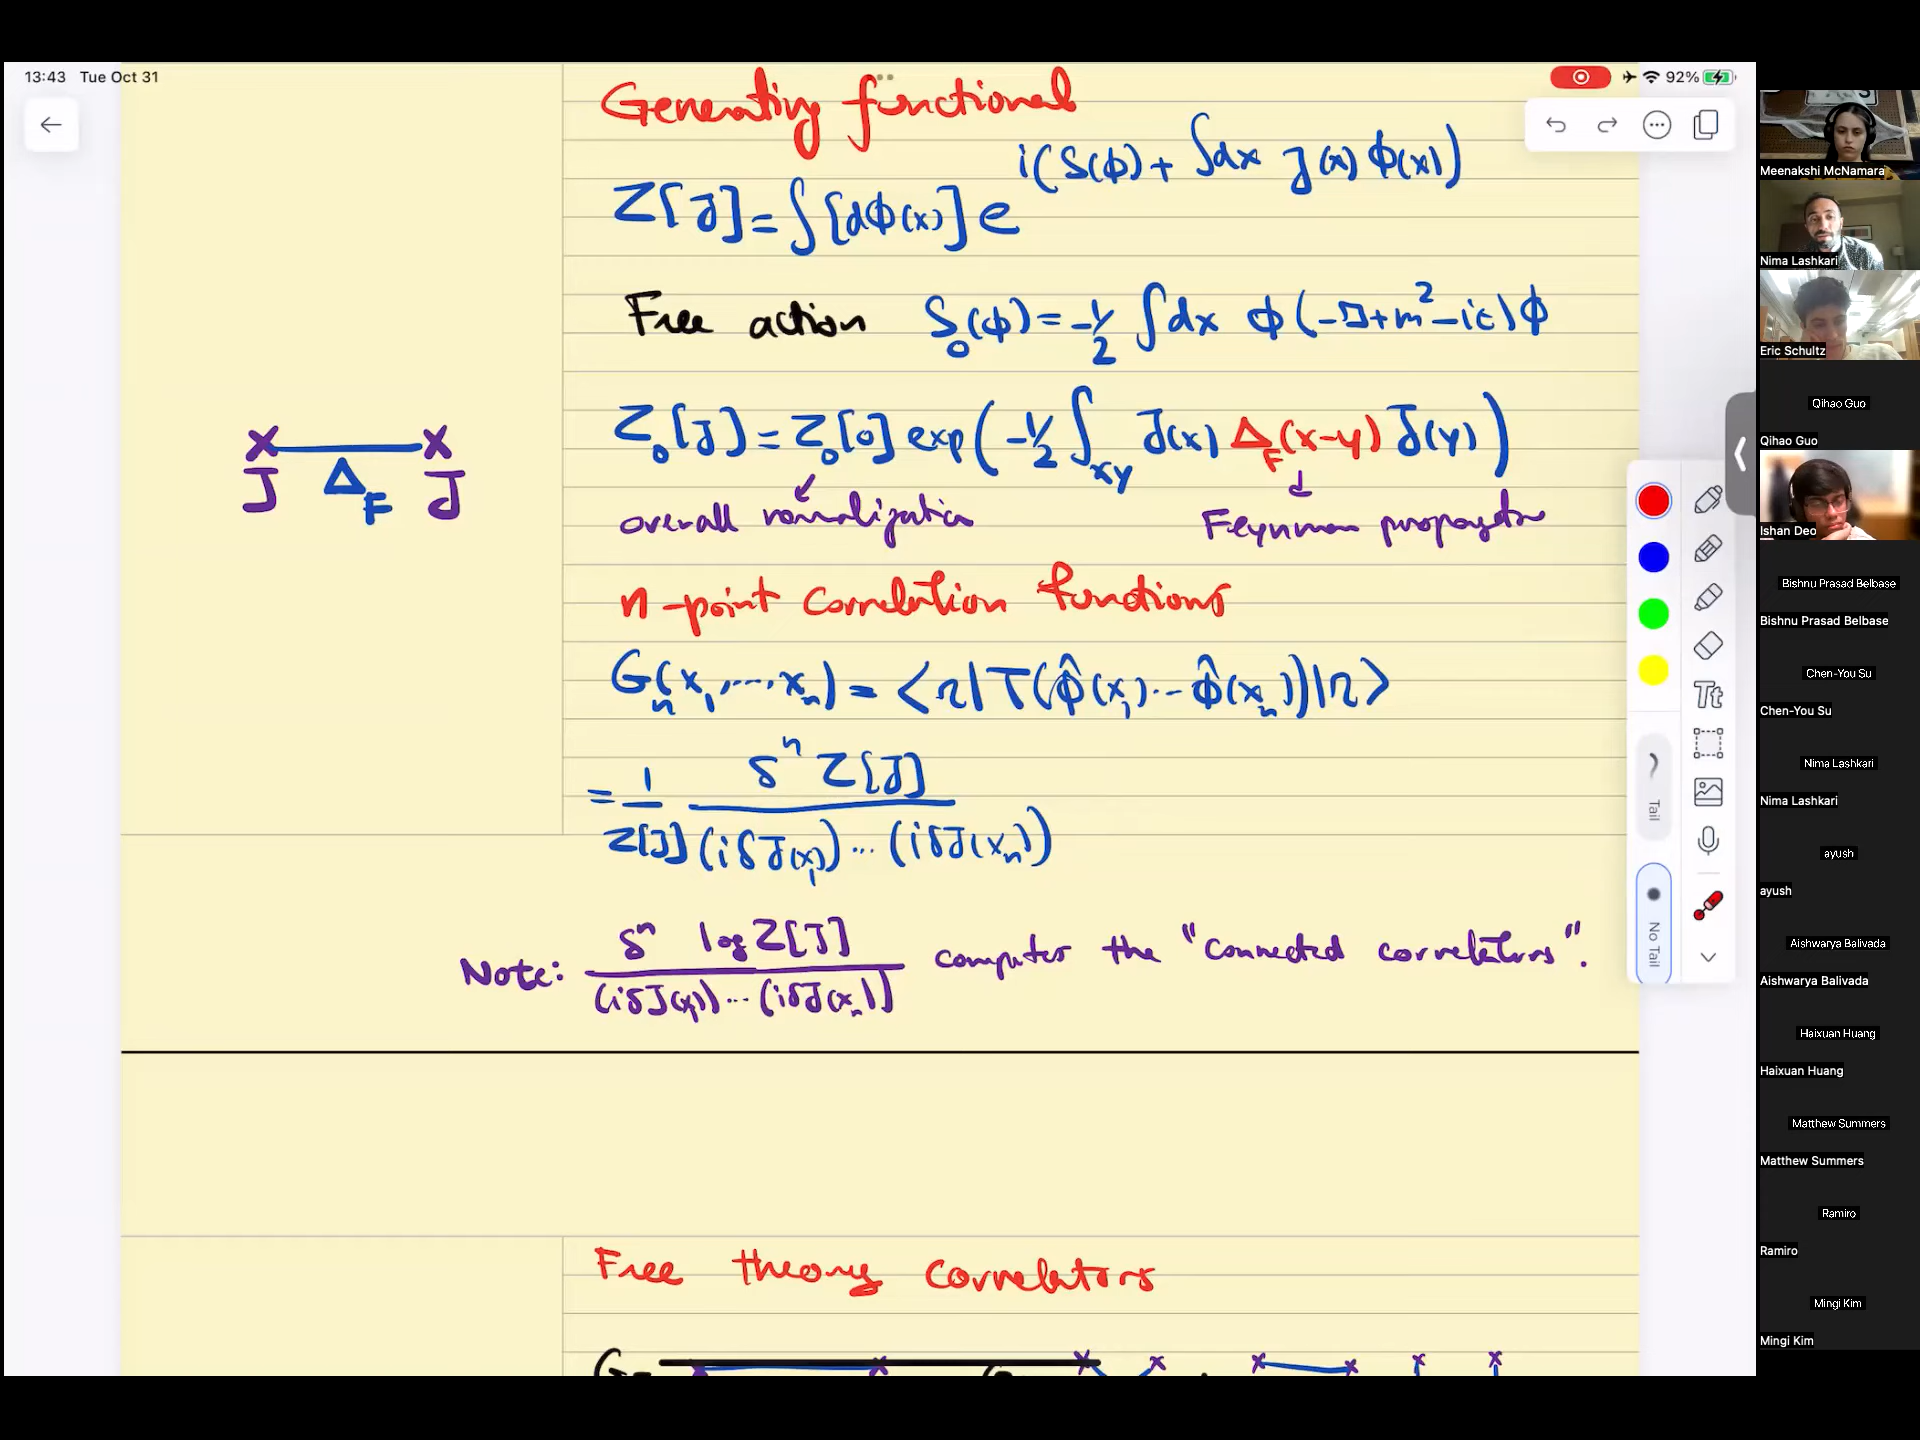 13:43 Tue Oct 31
92%
Generating functional
Z[J] = ∫[dϕ(x)] e^{i(S(ϕ) + ∫dx J(x) ϕ(x))}
Free action S₀(ϕ) = -1/2 ∫dx ϕ(-□+m²-iε)ϕ
Z₀[J] = Z₀[0] exp(-1/2 ∫_{xy} J(x) Δ_F(x-y) J(y))
overall normalization
Feynman propagator
X X
J Δ_F J
n-point correlation functions
G_n(x₁,...,x_n) = <Ω|T(ϕ̂(x₁)...ϕ̂(x_n))|Ω>
= 1/Z[J] δⁿ Z[J] / (iδJ(x₁))...(iδJ(x_n))
Note: δⁿ log Z[J] / (iδJ(x₁))...(iδJ(x_n)) computes the "connected correlators".
Free theory correlators
G=
Tt
Tail
No Tail
Meenakshi McNamara
Nima Lashkari
Eric Schultz
Qihao Guo
Qihao Guo
Ishan Deo
Bishnu Prasad Belbase
Bishnu Prasad Belbase
Chen-You Su
Chen-You Su
Nima Lashkari
Nima Lashkari
ayush
ayush
Aishwarya Balivada
Aishwarya Balivada
Haixuan Huang
Haixuan Huang
Matthew Summers
Matthew Summers
Ramiro
Ramiro
Mingi Kim
Mingi Kim